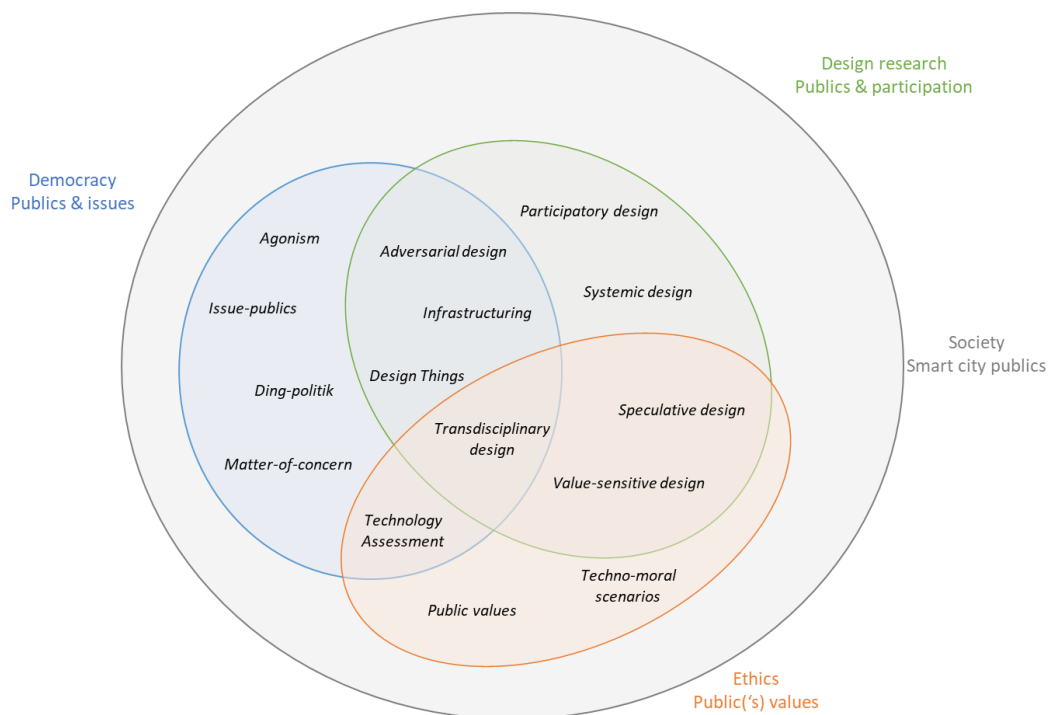 Design research
Publics & participation
Democracy
Publics & issues
Participatory design
Agonism
Adversarial design
Systemic design
Issue-publics
Infrastructuring
Society
Smart city publics
Design Things
Ding-politik
Speculative design
Transdisciplinary
design
Matter-of-concern
Value-sensitive design
Technology
Assessment
Techno-moral
scenarios
Public values
Ethics
Public(‘s) values